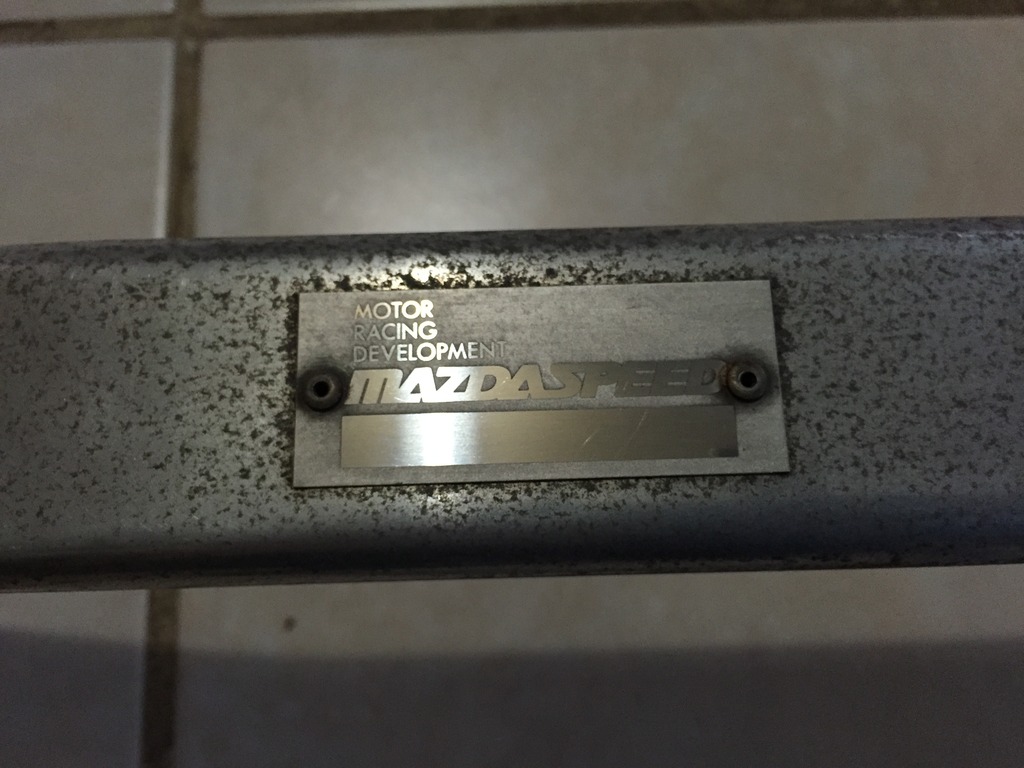 MOTOR
RACING
DEVELOPMENT
MAZDASPEED